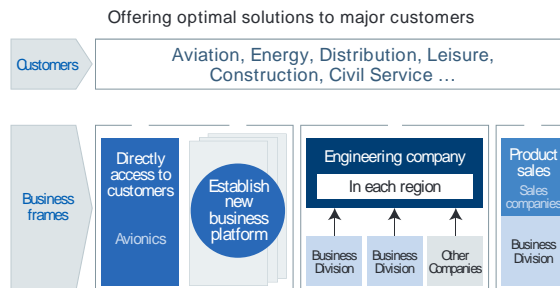 Offering optimal solutions to major customers
Customers
Aviation, Energy, Distribution, Leisure,
Construction, Civil Service ...
Business
frames
Directly
access to
customers
Avionics
Establish
new
business
platform
Engineering company
In each region
Business
Division
Business
Division
Other
Companies
Product
sales
Sales
companies
Business
Division